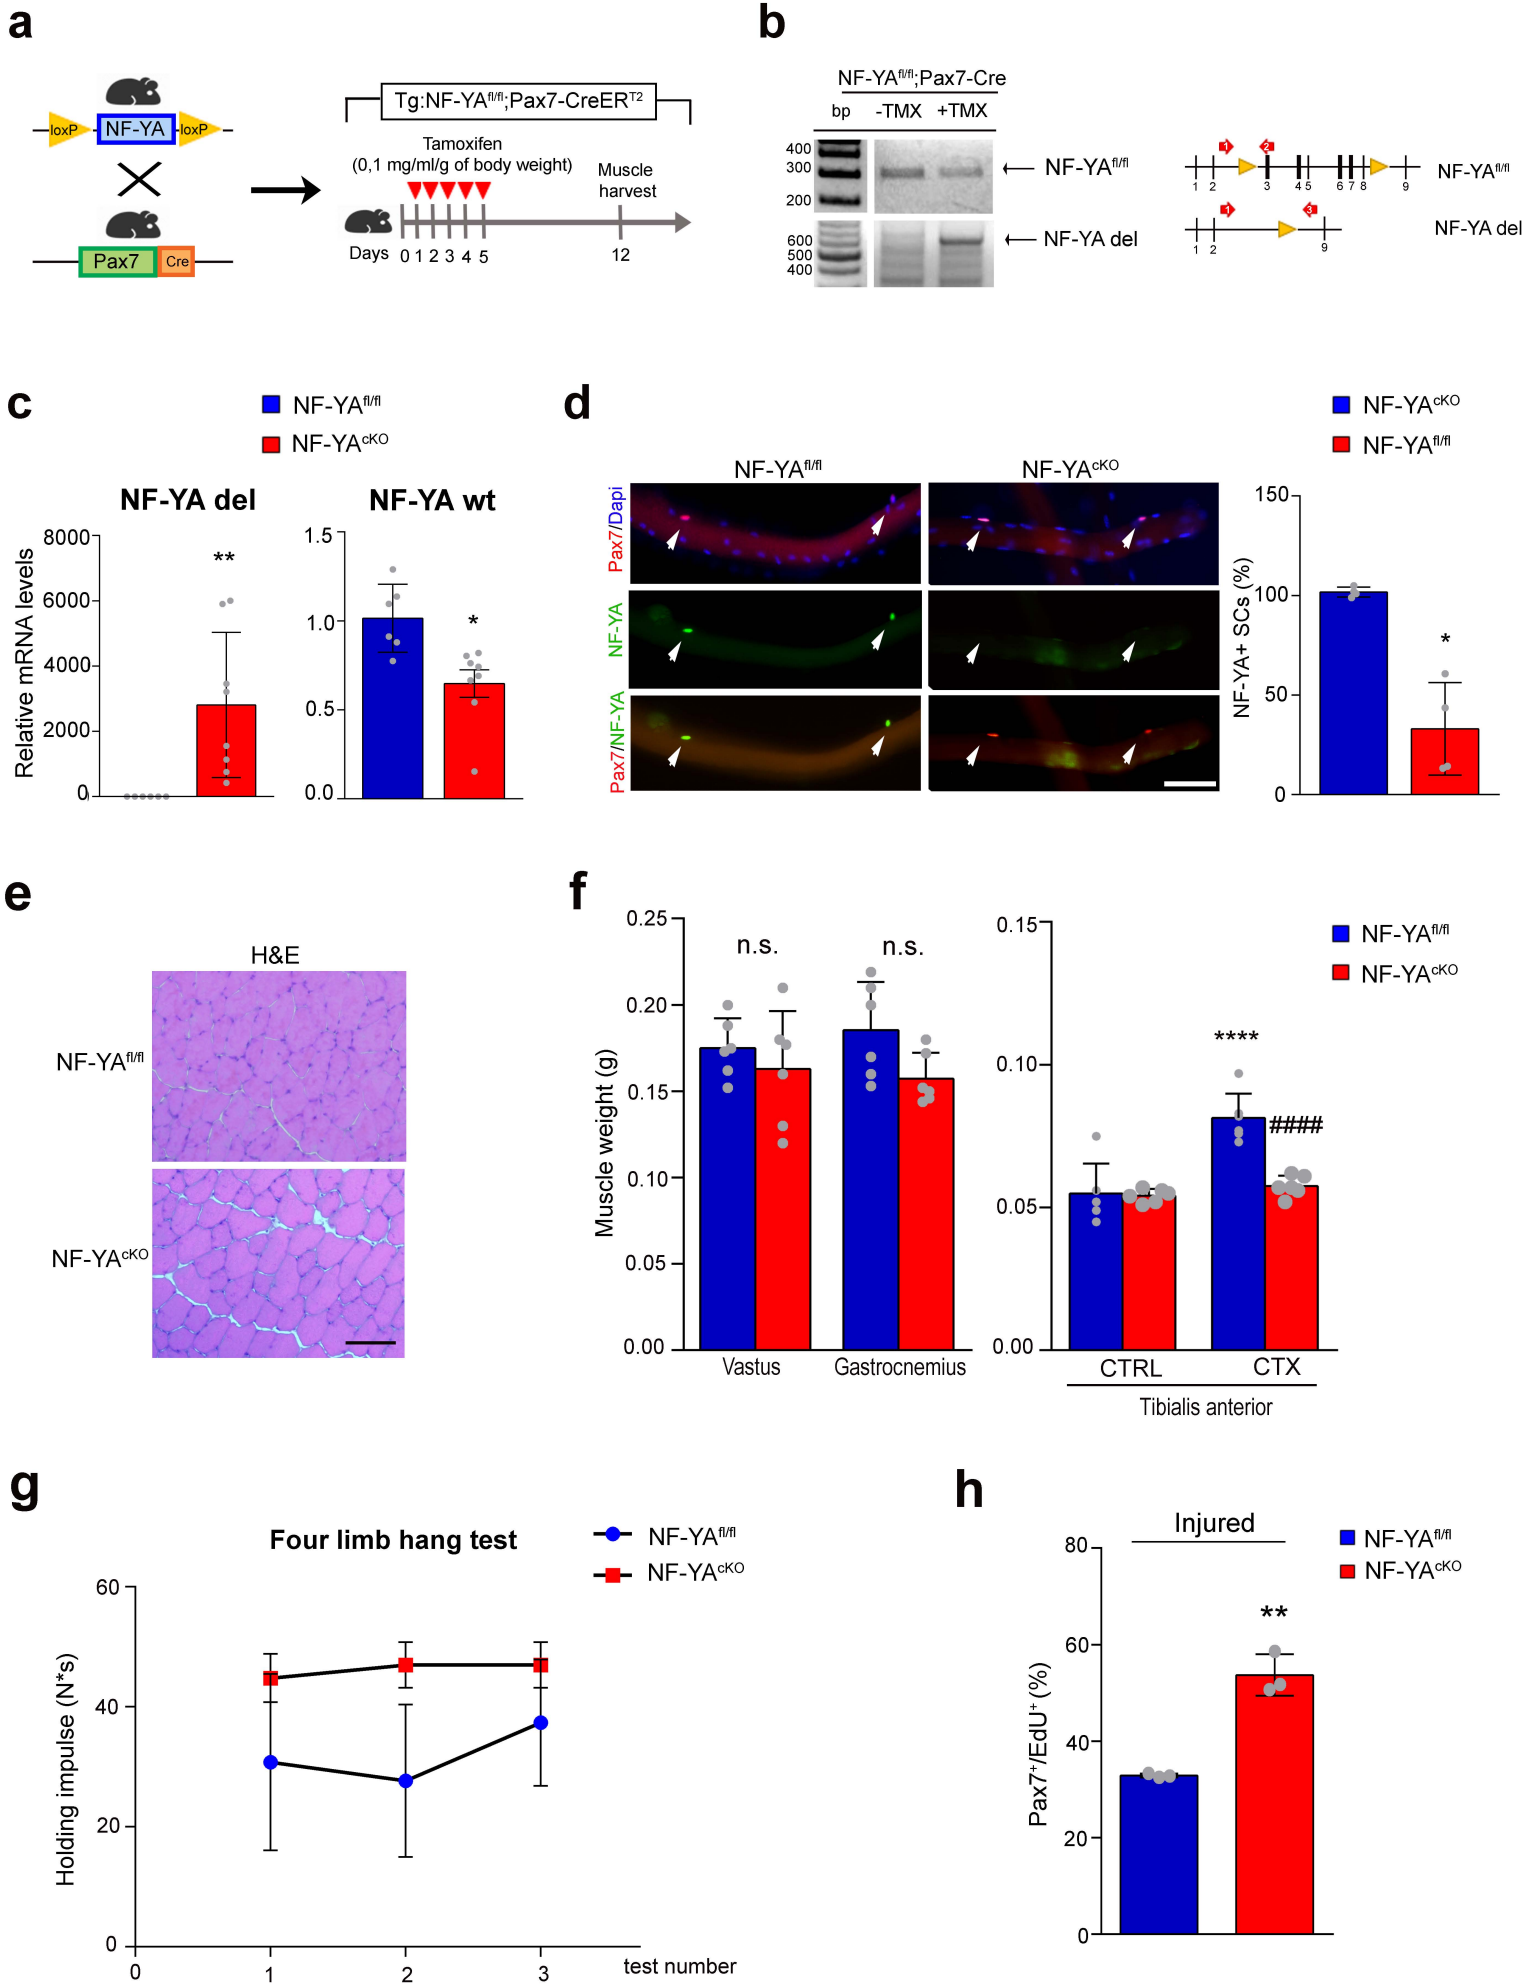 a
loxP
NF-YA
loxP
Pax7
Cre
Tg:NF-YAfl/fl;Pax7-CreERT2
Tamoxifen
(0,1 mg/ml/g of body weight)
Muscle
harvest
Days 0 1 2 3 4 5 12
b
NF-YAfl/fl;Pax7-Cre
bp -TMX +TMX
400
300
200
NF-YAfl/fl
600
500
400
NF-YA del
1 2
1 2 3 4 5 6 7 8 9
NF-YAfl/fl
1 3
1 2 9
NF-YA del
c
NF-YAfl/fl
NF-YAcKO
NF-YA del
Relative mRNA levels
8000
6000
4000
2000
0
**
NF-YA wt
1.5
1.0
0.5
0.0
*
d
NF-YAfl/fl
NF-YAcKO
Pax7/Dapi
NF-YA
Pax7/NF-YA
NF-YAcKO
NF-YAfl/fl
NF-YA+ SCs (%)
150
100
50
0
*
e
H&E
NF-YAfl/fl
NF-YAcKO
f
Muscle weight (g)
0.25
0.20
0.15
0.10
0.05
0.00
n.s.
n.s.
Vastus
Gastrocnemius
0.15
0.10
0.05
0.00
****
####
CTRL
CTX
Tibialis anterior
NF-YAfl/fl
NF-YAcKO
g
Four limb hang test
NF-YAfl/fl
NF-YAcKO
Holding impulse (N*s)
60
40
20
0
0 1 2 3
test number
h
Injured
NF-YAfl/fl
NF-YAcKO
Pax7+/EdU+ (%)
80
60
40
20
0
**